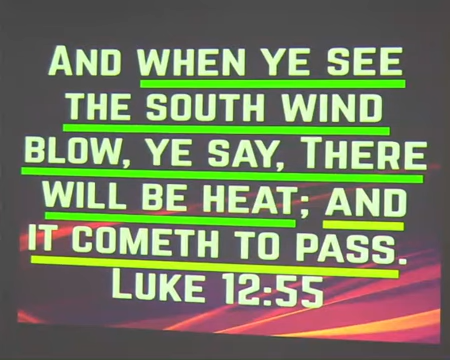 And when ye see
the south wind
blow, ye say, There
will be heat; and
it cometh to pass.
Luke 12:55